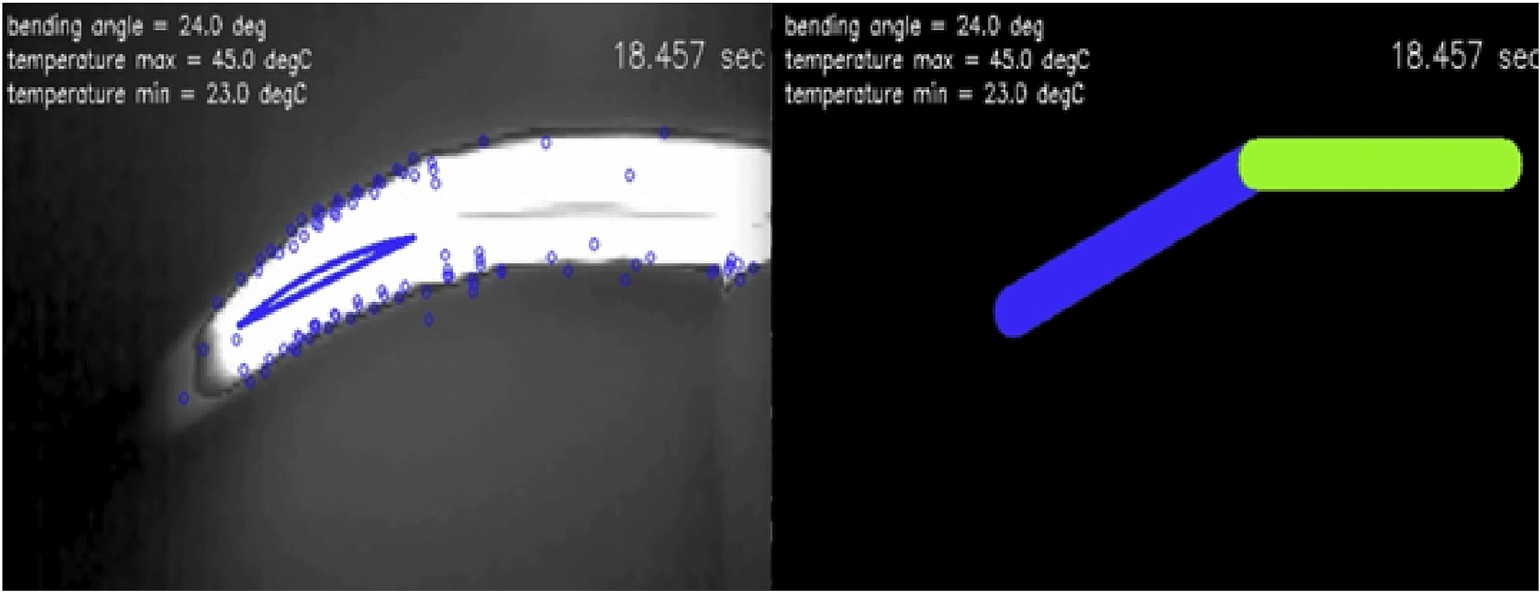 bending angle = 24.0 deg
temperature max = 45.0 degC
temperature min = 23.0 degC
18.457 sec
bending angle = 24.0 deg
temperature max = 45.0 degC
temperature min = 23.0 degC
18.457 sec